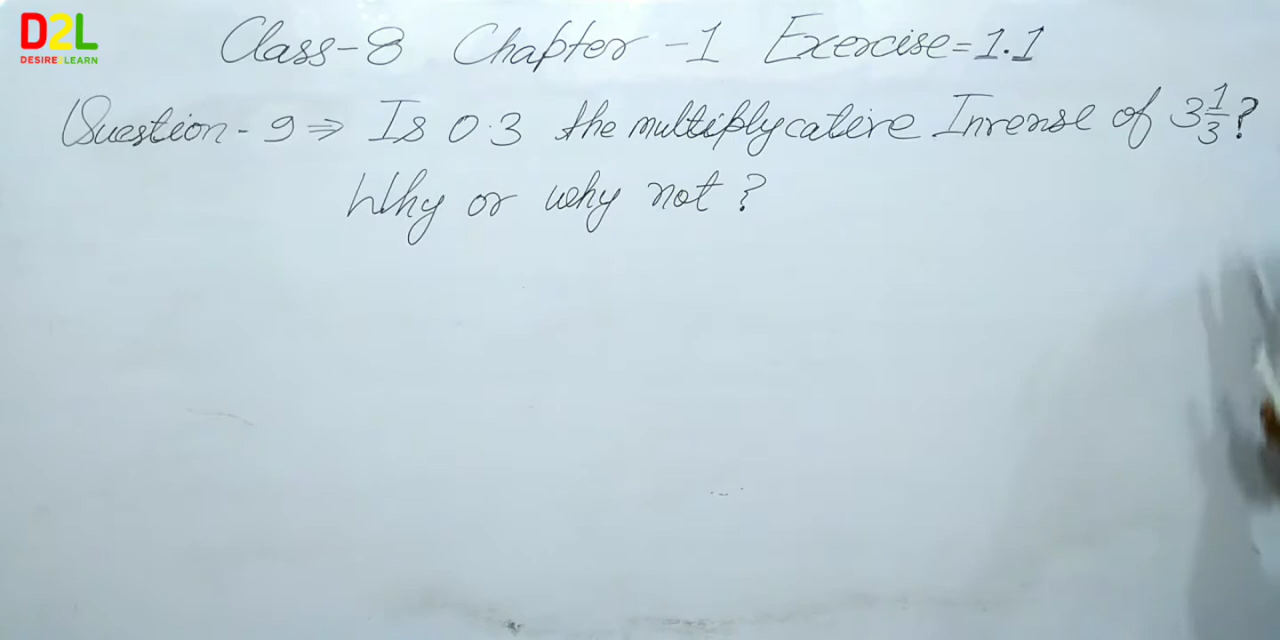 D2L
DESIRE 2 LEARN
Class-8 Chapter -1 Exercise=1.1
Question-9⇒ Is 0.3 the multiplycative Inverse of 3 1/3?
Why or why not?